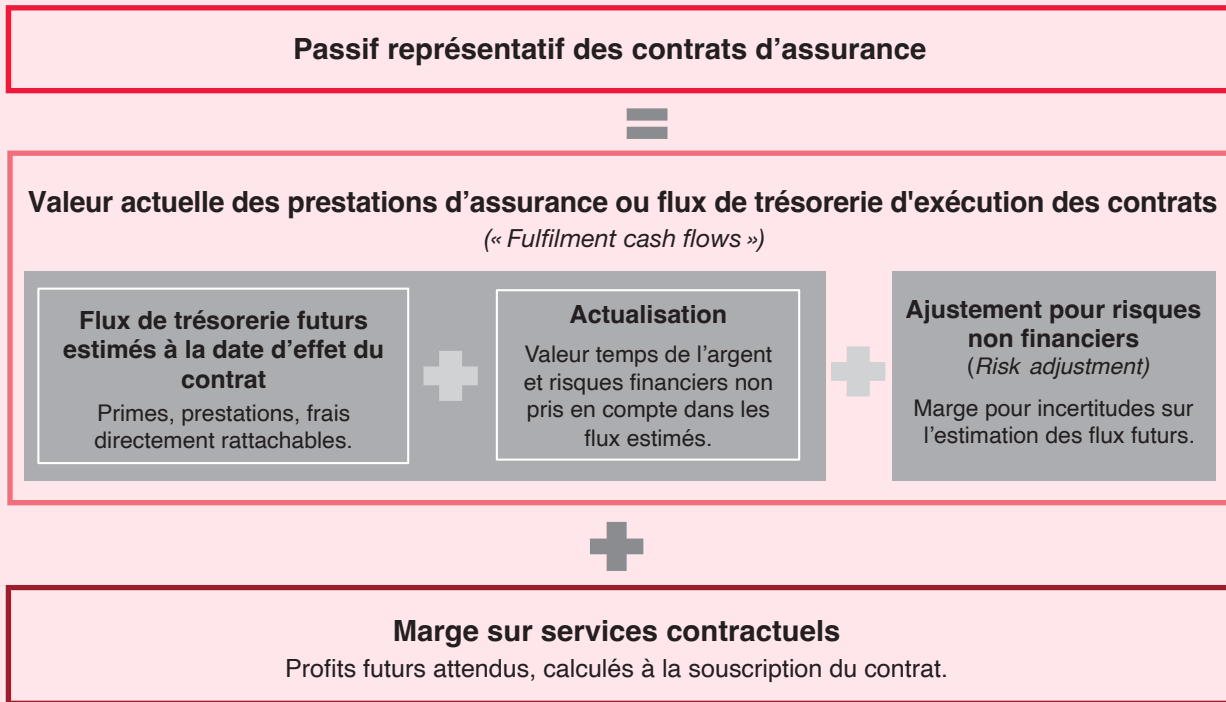 Passif représentatif des contrats d’assurance
=
Valeur actuelle des prestations d’assurance ou flux de trésorerie d'exécution des contrats
(« Fulfilment cash flows »)
Flux de trésorerie futurs
estimés à la date d’effet du
contrat
Primes, prestations, frais
directement rattachables.
+
Actualisation
Valeur temps de l’argent
et risques financiers non
pris en compte dans les
flux estimés.
+
Ajustement pour risques
non financiers
(Risk adjustment)
Marge pour incertitudes sur
l’estimation des flux futurs.
+
Marge sur services contractuels
Profits futurs attendus, calculés à la souscription du contrat.